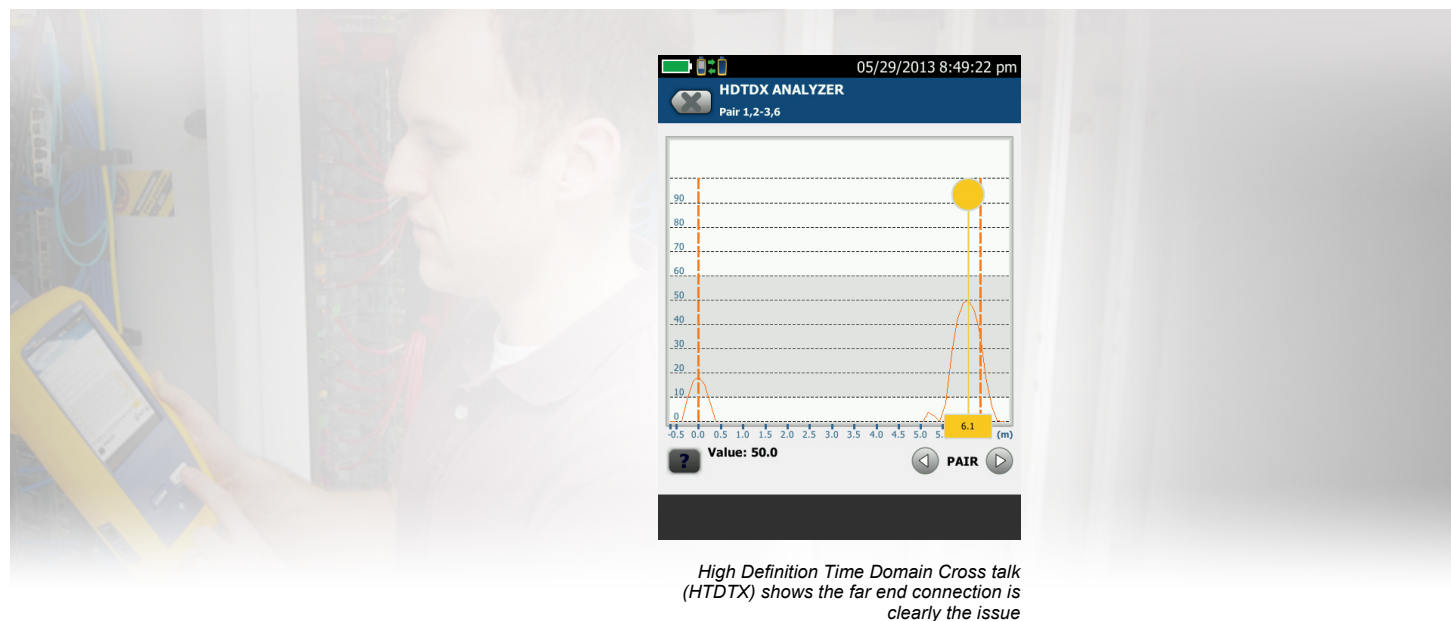 05/29/2013 8:49:22 pm
HDTDX ANALYZER
Pair 1,2-3,6
90
80
70
60
50
40
30
20
10
0
-0.5 0.0 0.5 1.0 1.5 2.0 2.5 3.0 3.5 4.0 4.5 5.0 5. 6.1 (m)
? Value: 50.0 PAIR
High Definition Time Domain Cross talk
(HTDTX) shows the far end connection is
clearly the issue